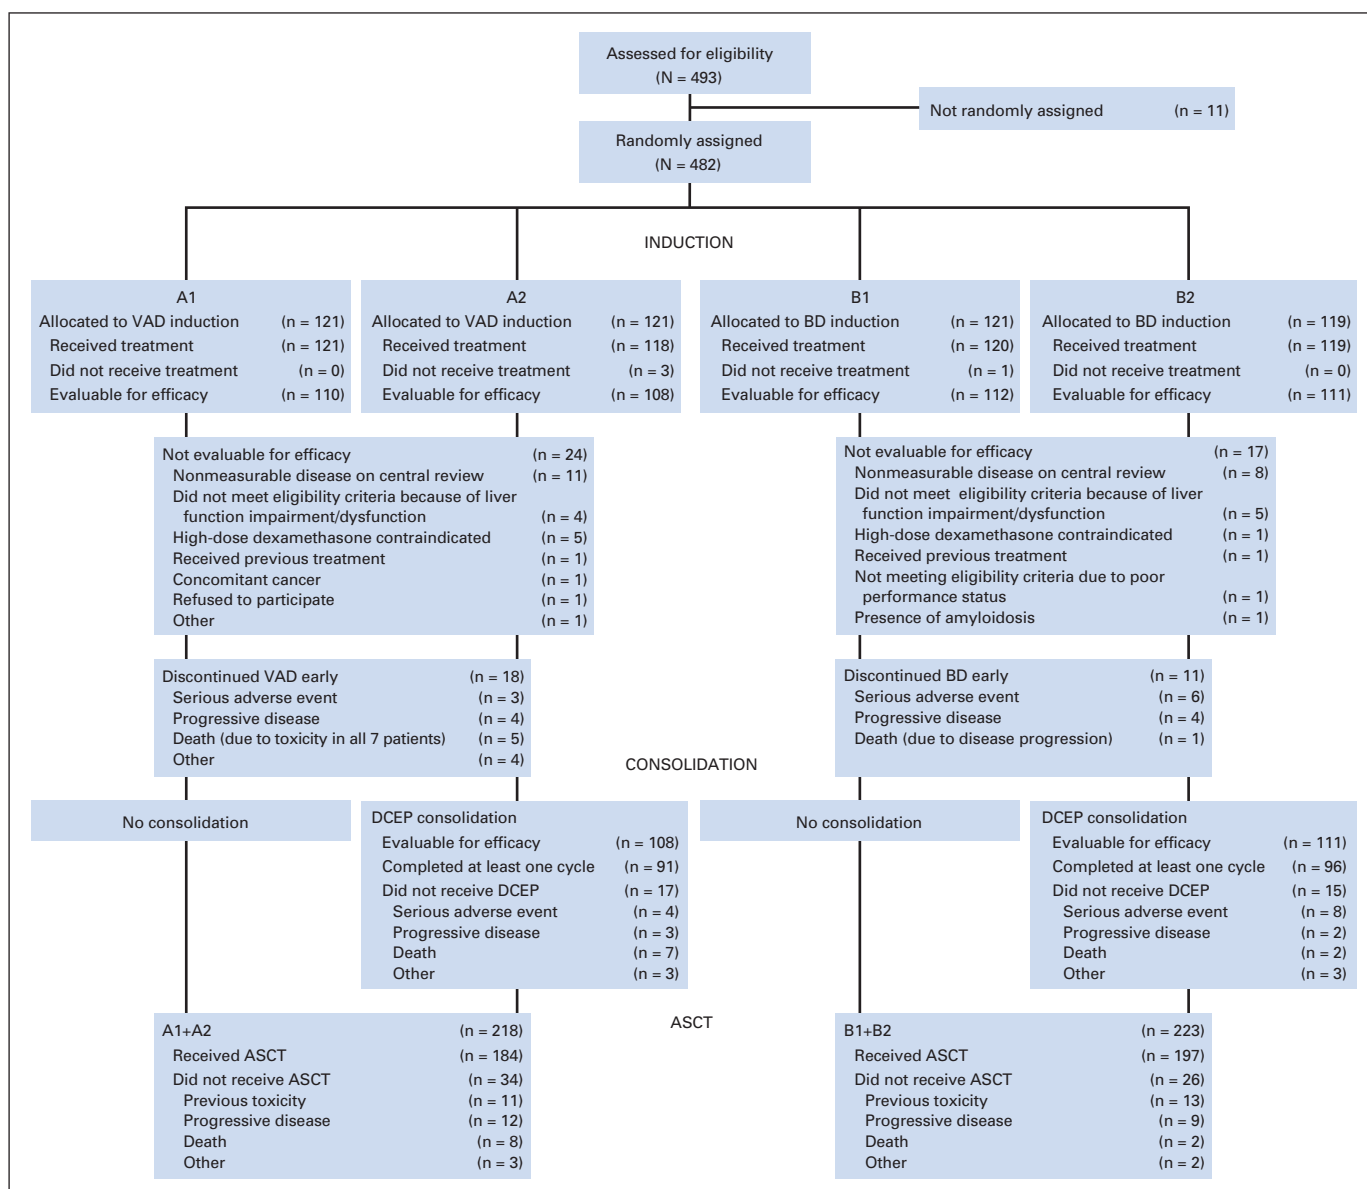 Assessed for eligibility
(N = 493)
Not randomly assigned (n = 11)
Randomly assigned
(N = 482)
INDUCTION
A1
Allocated to VAD induction (n = 121)
Received treatment (n = 121)
Did not receive treatment (n = 0)
Evaluable for efficacy (n = 110)
A2
Allocated to VAD induction (n = 121)
Received treatment (n = 118)
Did not receive treatment (n = 3)
Evaluable for efficacy (n = 108)
B1
Allocated to BD induction (n = 121)
Received treatment (n = 120)
Did not receive treatment (n = 1)
Evaluable for efficacy (n = 112)
B2
Allocated to BD induction (n = 119)
Received treatment (n = 119)
Did not receive treatment (n = 0)
Evaluable for efficacy (n = 111)
Not evaluable for efficacy (n = 24)
Nonmeasurable disease on central review (n = 11)
Did not meet eligibility criteria because of liver
function impairment/dysfunction (n = 4)
High-dose dexamethasone contraindicated (n = 5)
Received previous treatment (n = 1)
Concomitant cancer (n = 1)
Refused to participate (n = 1)
Other (n = 1)
Not evaluable for efficacy (n = 17)
Nonmeasurable disease on central review (n = 8)
Did not meet eligibility criteria because of liver
function impairment/dysfunction (n = 5)
High-dose dexamethasone contraindicated (n = 1)
Received previous treatment (n = 1)
Not meeting eligibility criteria due to poor
performance status (n = 1)
Presence of amyloidosis (n = 1)
Discontinued VAD early (n = 18)
Serious adverse event (n = 3)
Progressive disease (n = 4)
Death (due to toxicity in all 7 patients) (n = 5)
Other (n = 4)
Discontinued BD early (n = 11)
Serious adverse event (n = 6)
Progressive disease (n = 4)
Death (due to disease progression) (n = 1)
CONSOLIDATION
No consolidation
DCEP consolidation
Evaluable for efficacy (n = 108)
Completed at least one cycle (n = 91)
Did not receive DCEP (n = 17)
Serious adverse event (n = 4)
Progressive disease (n = 3)
Death (n = 7)
Other (n = 3)
No consolidation
DCEP consolidation
Evaluable for efficacy (n = 111)
Completed at least one cycle (n = 96)
Did not receive DCEP (n = 15)
Serious adverse event (n = 8)
Progressive disease (n = 2)
Death (n = 2)
Other (n = 3)
ASCT
A1+A2 (n = 218)
Received ASCT (n = 184)
Did not receive ASCT (n = 34)
Previous toxicity (n = 11)
Progressive disease (n = 12)
Death (n = 8)
Other (n = 3)
B1+B2 (n = 223)
Received ASCT (n = 197)
Did not receive ASCT (n = 26)
Previous toxicity (n = 13)
Progressive disease (n = 9)
Death (n = 2)
Other (n = 2)